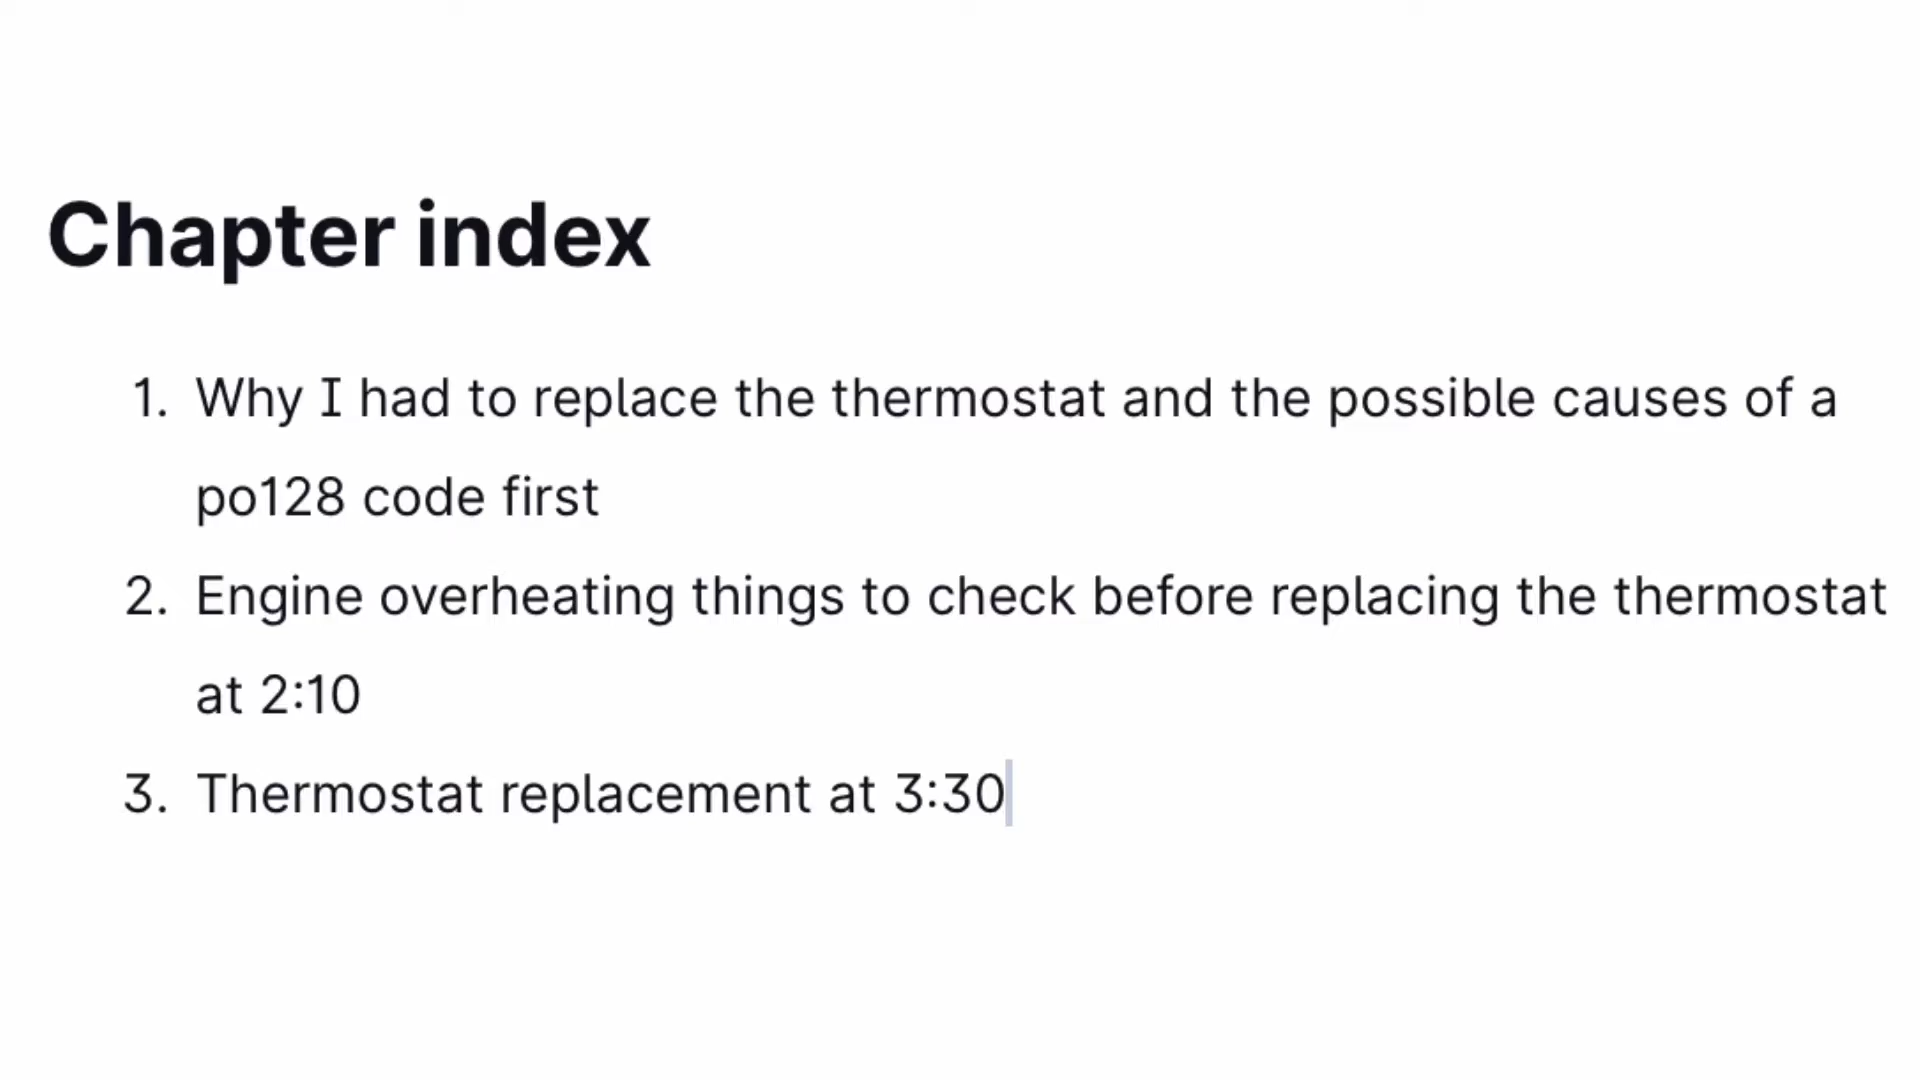 Chapter index
1. Why I had to replace the thermostat and the possible causes of a
po128 code first
2. Engine overheating things to check before replacing the thermostat
at 2:10
3. Thermostat replacement at 3:30